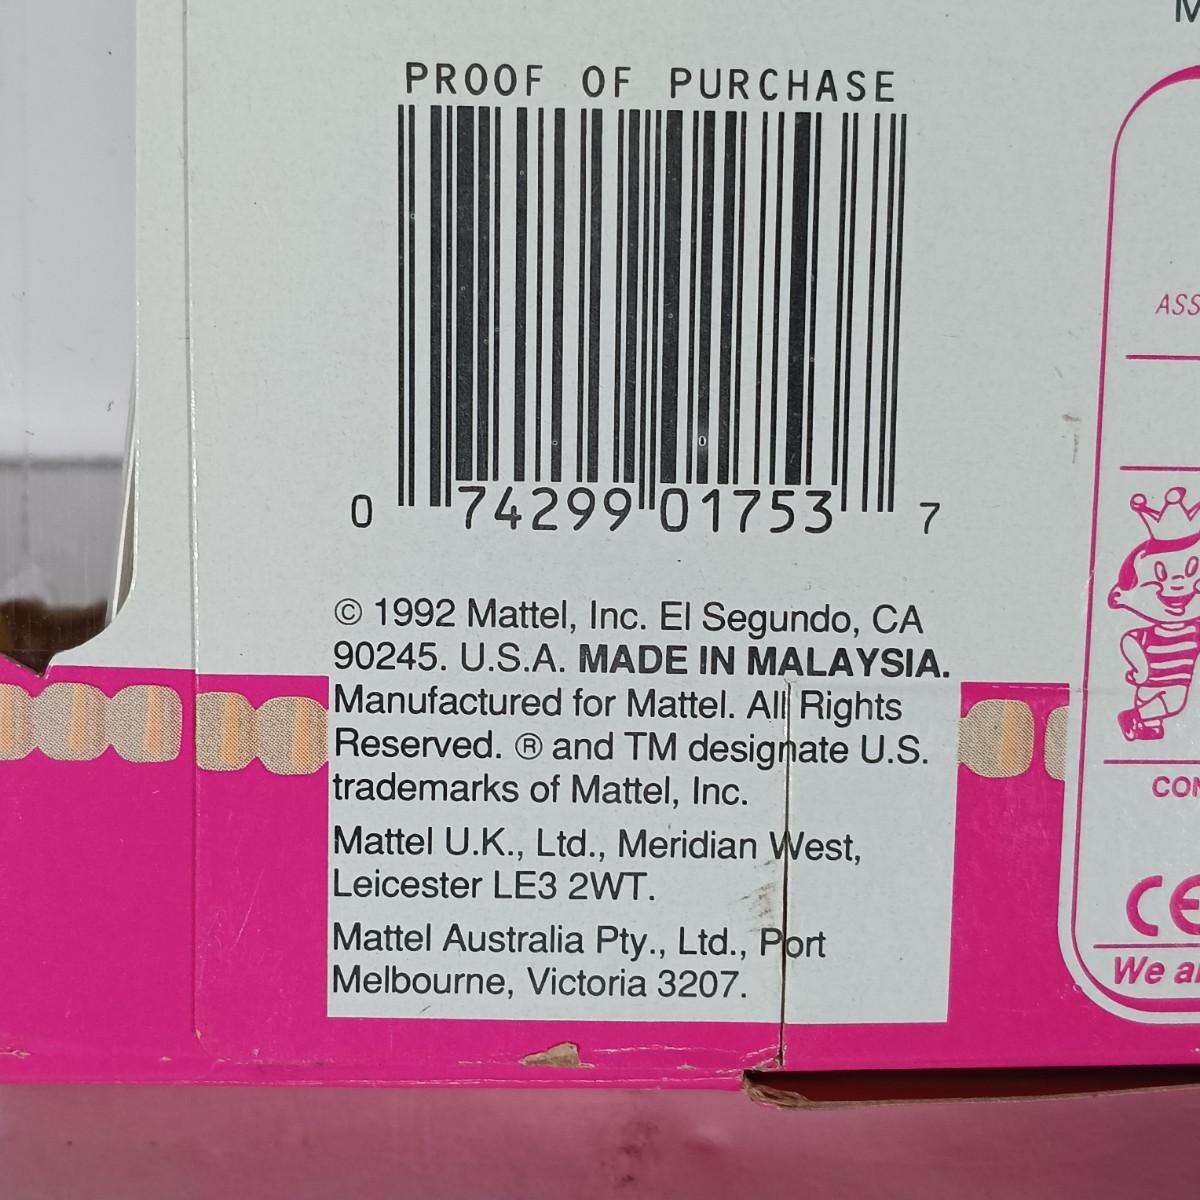 PROOF OF PURCHASE
0 74299 01753 7
© 1992 Mattel, Inc. El Segundo, CA
90245. U.S.A. MADE IN MALAYSIA.
Manufactured for Mattel. All Rights
Reserved. ® and TM designate U.S.
trademarks of Mattel, Inc.
Mattel U.K., Ltd., Meridian West,
Leicester LE3 2WT.
Mattel Australia Pty., Ltd., Port
Melbourne, Victoria 3207.
CE
We